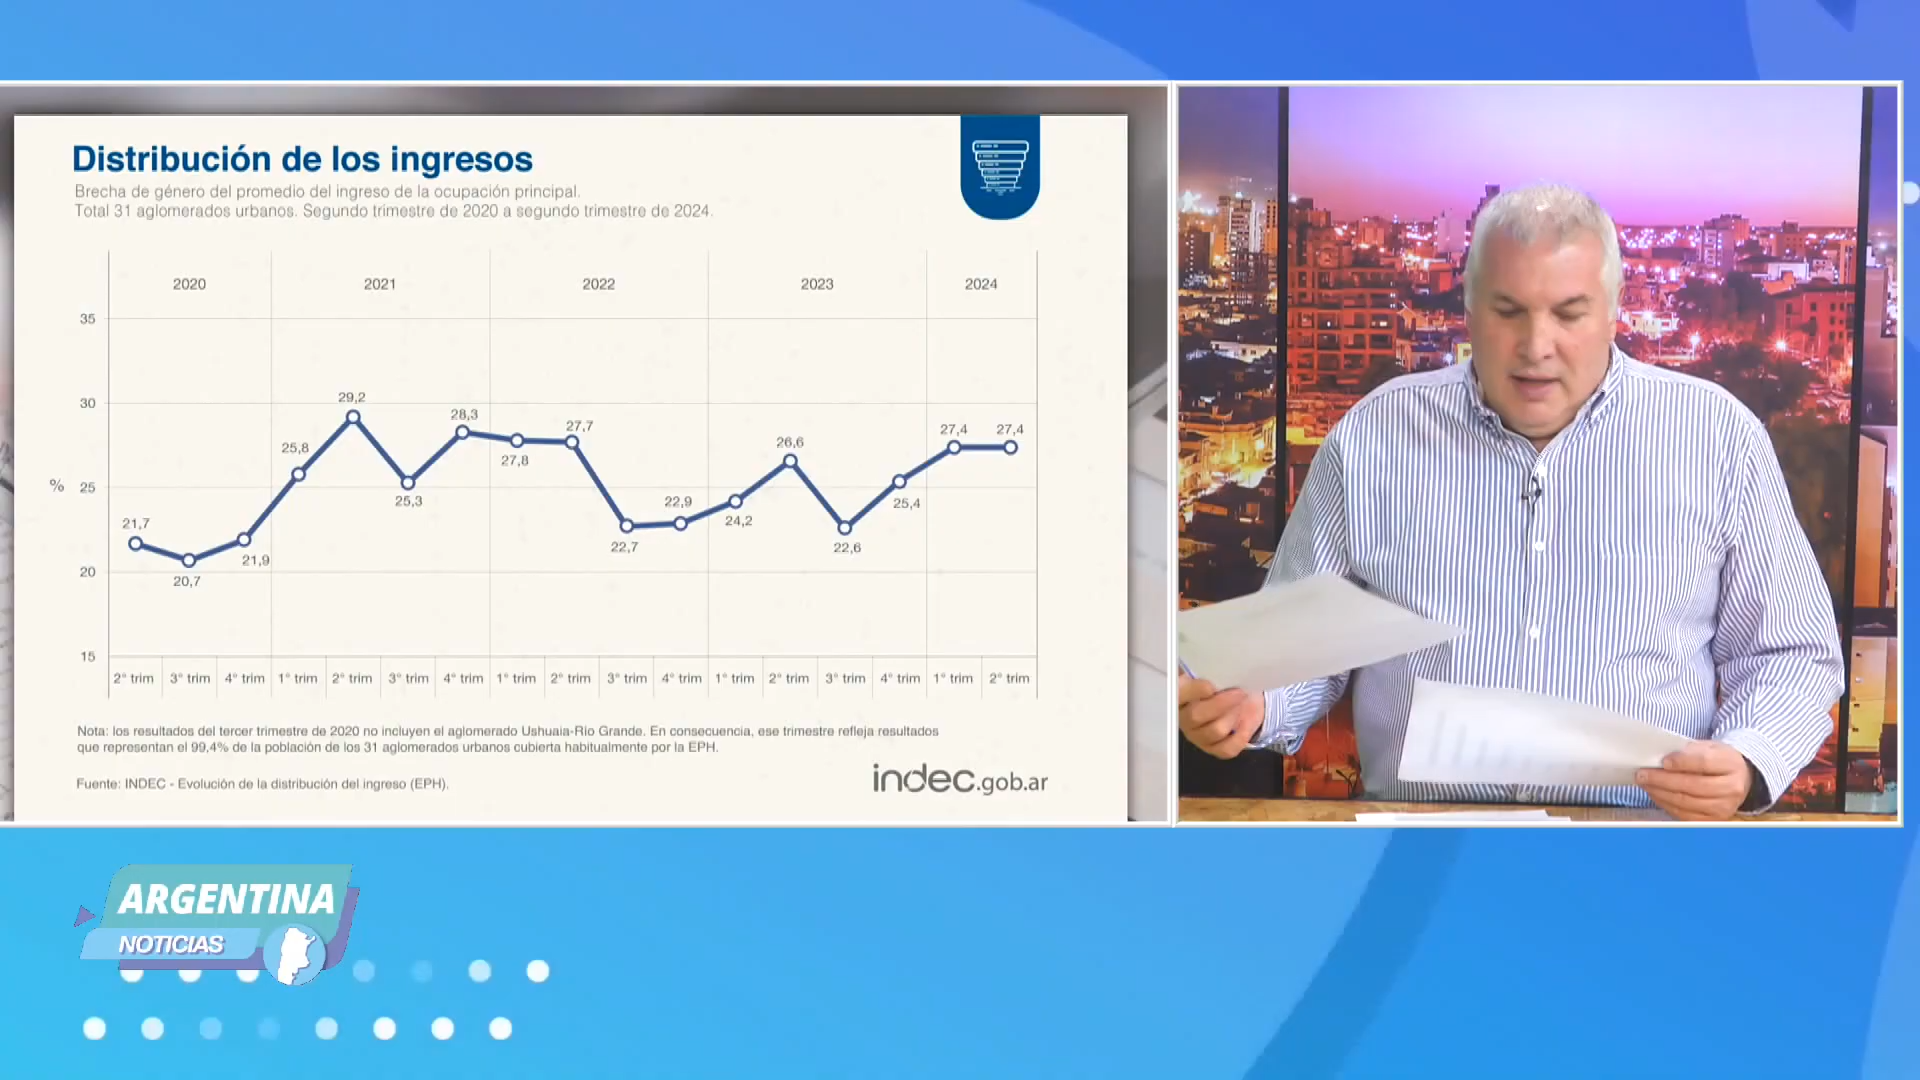 Distribución de los ingresos
Brecha de género del promedio del ingreso de la ocupación principal.
Total 31 aglomerados urbanos. Segundo trimestre de 2020 a segundo trimestre de 2024.
2020 2021 2022 2023 2024
35
30
25
20
15
%
21,7
20,7
21,9
25,8
29,2
25,3
28,3
27,8
27,7
22,7
22,9
24,2
26,6
22,6
25,4
27,4
27,4
2° trim 3° trim 4° trim 1° trim 2° trim 3° trim 4° trim 1° trim 2° trim 3° trim 4° trim 1° trim 2° trim 3° trim 4° trim 1° trim 2° trim
Nota: los resultados del tercer trimestre de 2020 no incluyen el aglomerado Ushuaia-Río Grande. En consecuencia, ese trimestre refleja resultados
que representan el 99,4% de la población de los 31 aglomerados urbanos cubierta habitualmente por la EPH.
Fuente: INDEC - Evolución de la distribución del ingreso (EPH).
indec.gob.ar
ARGENTINA
NOTICIAS